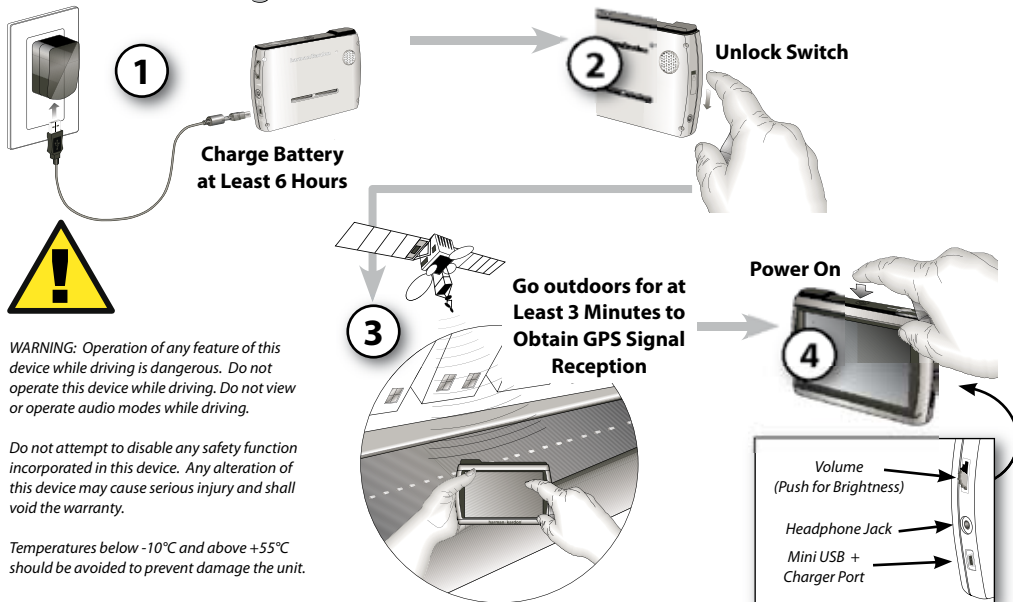 1
Charge Battery
at Least 6 Hours
2
Unlock Switch
3
Go outdoors for at
Least 3 Minutes to
Obtain GPS Signal
Reception
Power On
4
WARNING: Operation of any feature of this
device while driving is dangerous. Do not
operate this device while driving. Do not view
or operate audio modes while driving.
Do not attempt to disable any safety function
incorporated in this device. Any alteration of
this device may cause serious injury and shall
void the warranty.
Temperatures below -10°C and above +55°C
should be avoided to prevent damage the unit.
harman kardon
Volume
(Push for Brightness)
Headphone Jack
Mini USB +
Charger Port